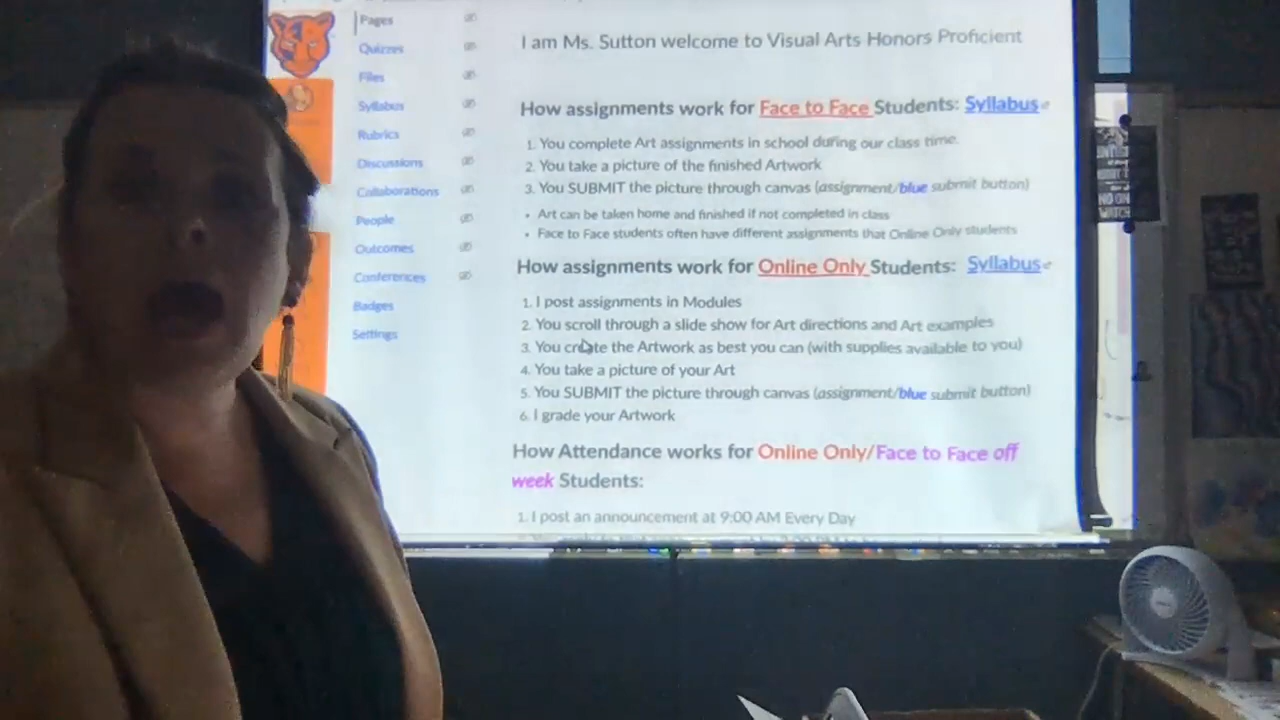 Pages
Quizzes
Files
Syllabus
Rubrics
Discussions
Collaborations
People
Outcomes
Conferences
Badges
Settings
I am Ms. Sutton welcome to Visual Arts Honors Proficient
How assignments work for Face to Face Students: Syllabus
1. You complete Art assignments in school during our class time.
2. You take a picture of the finished Artwork
3. You SUBMIT the picture through canvas (assignment/blue submit button)
• Art can be taken home and finished if not completed in class
• Face to Face students often have different assignments that Online Only students
How assignments work for Online Only Students: Syllabus
1. I post assignments in Modules
2. You scroll through a slide show for Art directions and Art examples
3. You create the Artwork as best you can (with supplies available to you)
4. You take a picture of your Art
5. You SUBMIT the picture through canvas (assignment/blue submit button)
6. I grade your Artwork
How Attendance works for Online Only/Face to Face off
week Students:
1. I post an announcement at 9:00 AM Every Day
NO ON